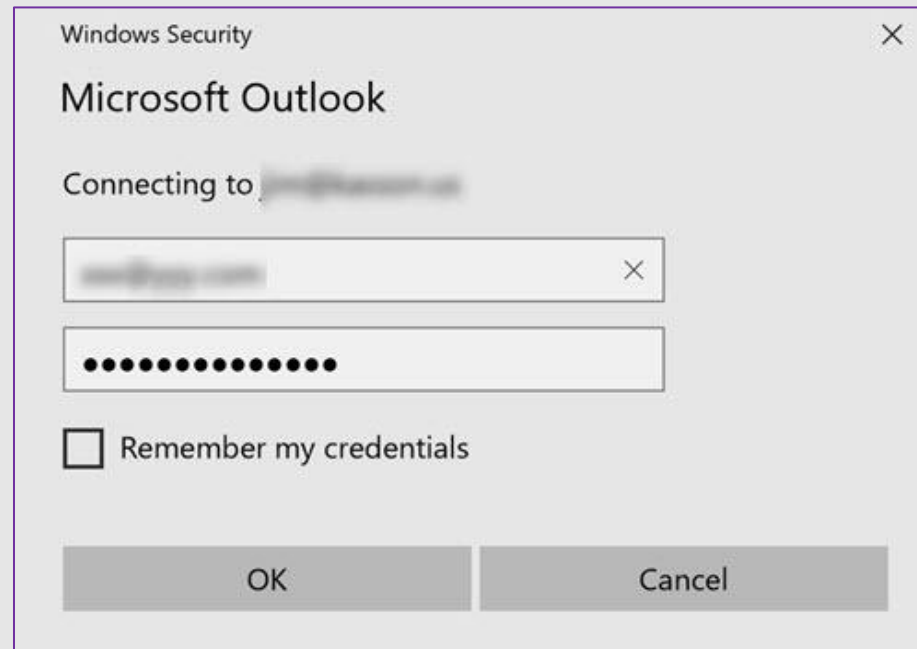 Windows Security
Microsoft Outlook
Connecting to
Remember my credentials
OK
Cancel